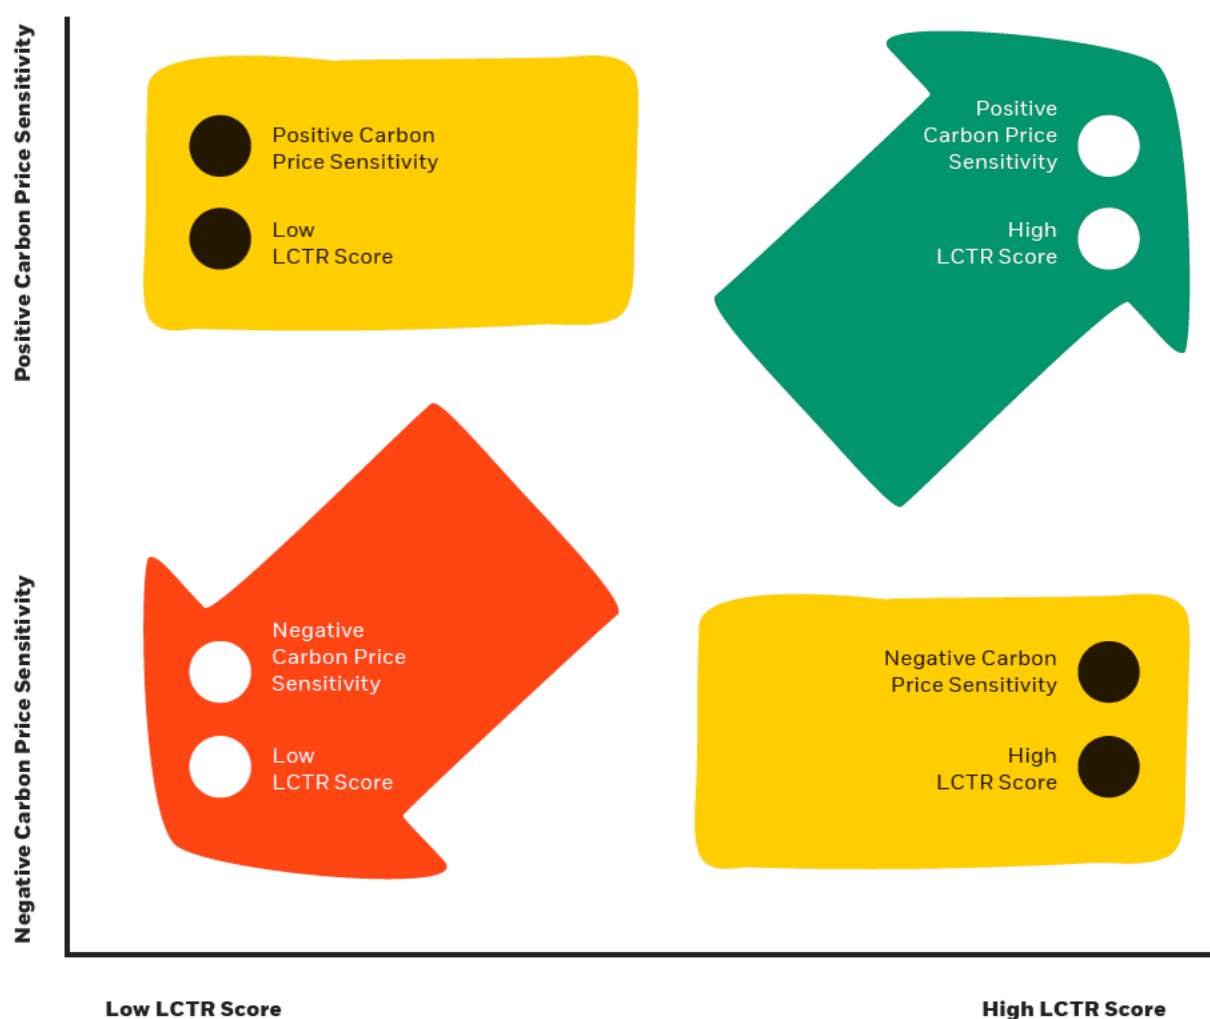 Positive Carbon Price Sensitivity
Positive Carbon
Price Sensitivity
Low
LCTR Score
Positive
Carbon Price
Sensitivity
High
LCTR Score
Negative Carbon Price Sensitivity
Negative
Carbon Price
Sensitivity
Low
LCTR Score
Negative Carbon
Price Sensitivity
High
LCTR Score
Low LCTR Score
High LCTR Score